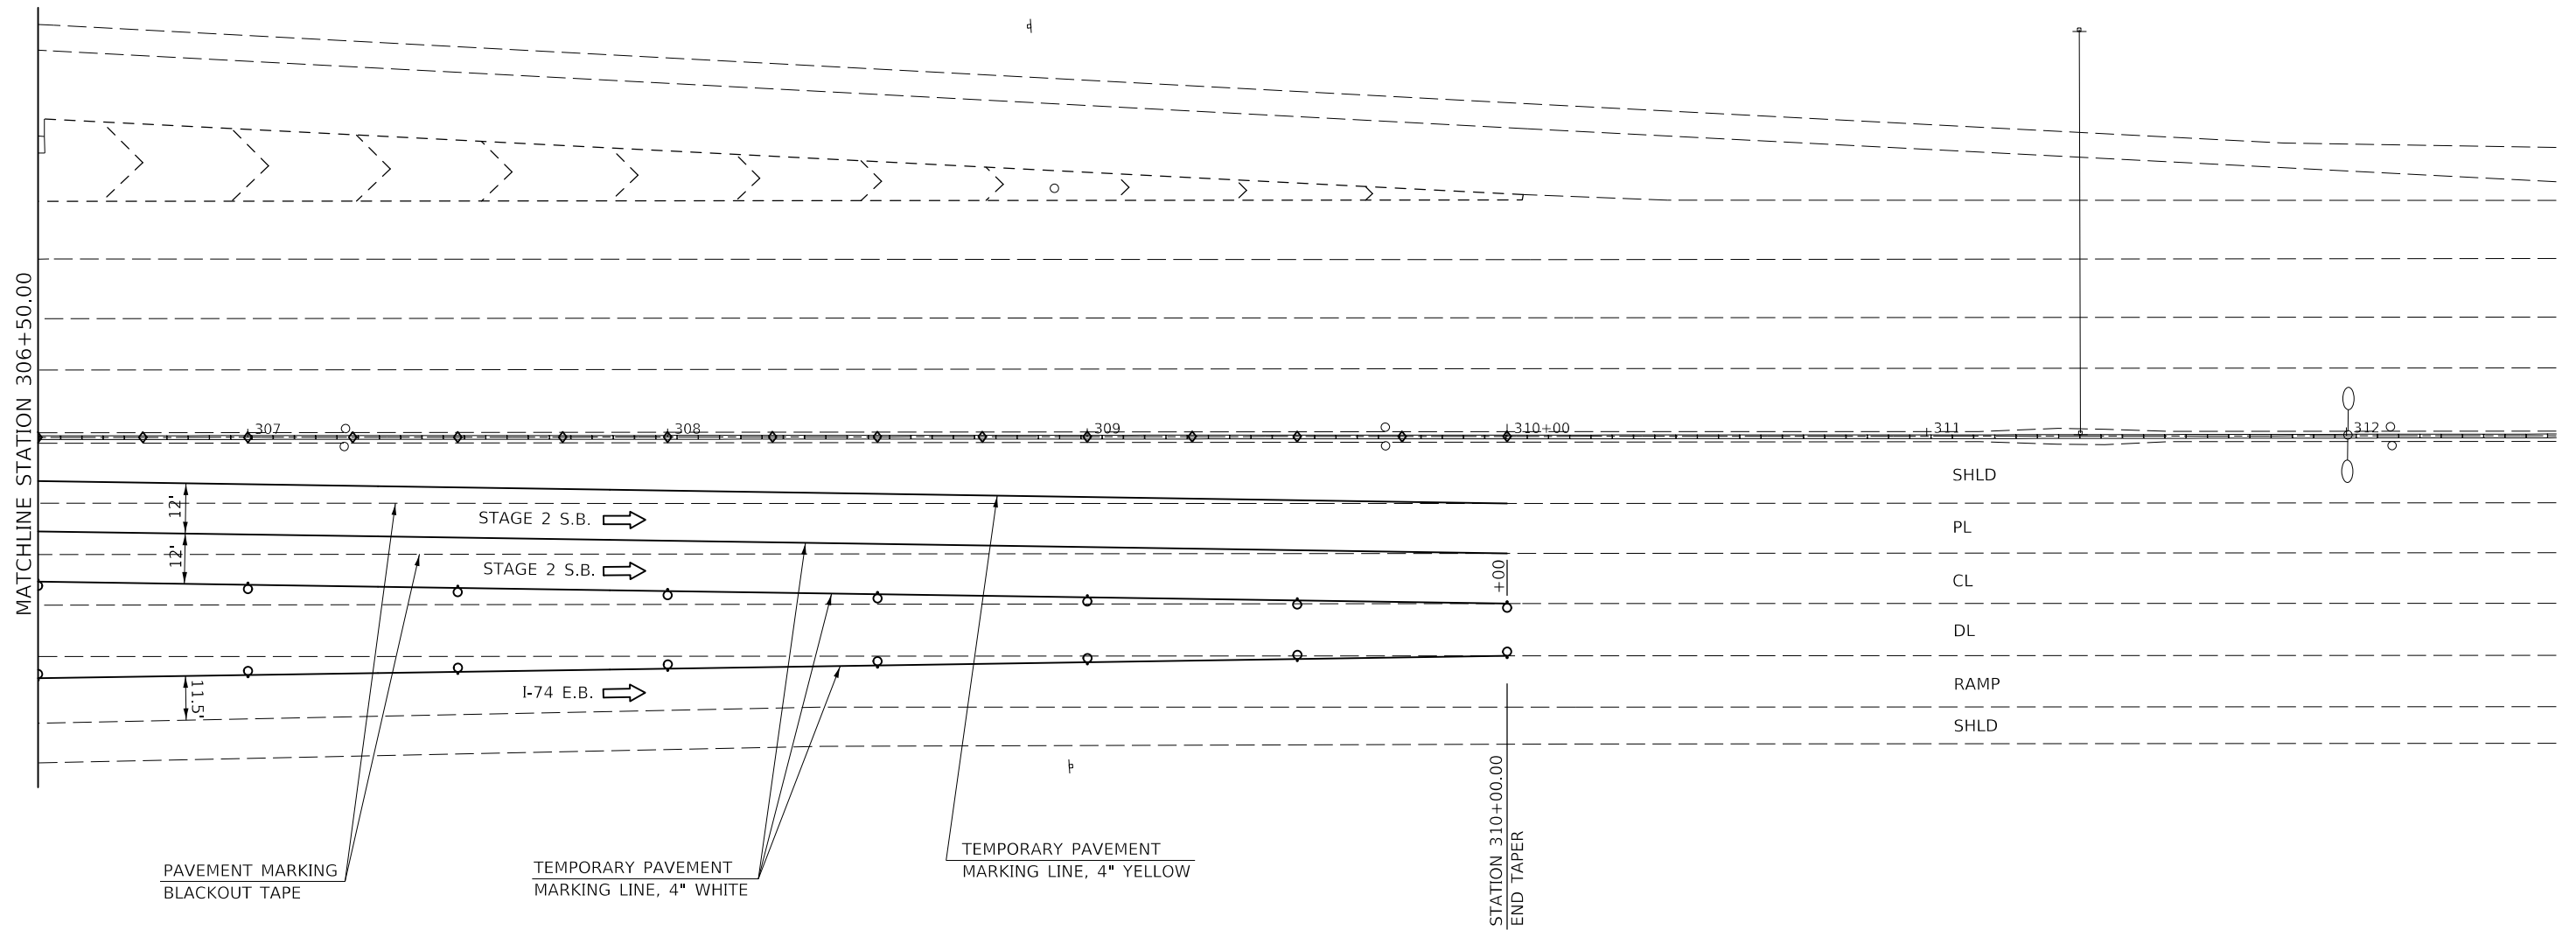 MATCHLINE STATION 306+50.00
307
308
309
310+00
311
312
SHLD
12'
STAGE 2 S.B.
PL
12'
STAGE 2 S.B.
+00
CL
DL
11.5'
I-74 E.B.
RAMP
SHLD
PAVEMENT MARKING
BLACKOUT TAPE
TEMPORARY PAVEMENT
MARKING LINE, 4" WHITE
TEMPORARY PAVEMENT
MARKING LINE, 4" YELLOW
STATION 310+00.00
END TAPER